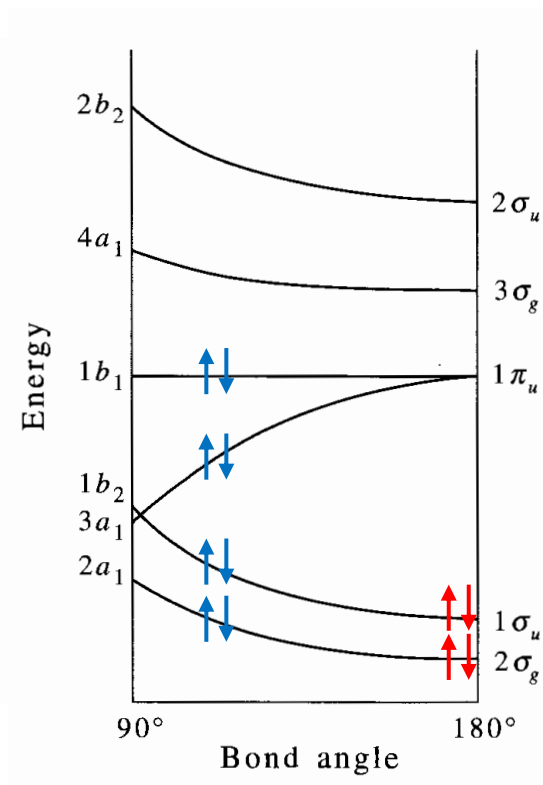 2b₂
4a₁
1b₁
1b₂
3a₁
2a₁
2σᵤ
3σg
1πᵤ
1σᵤ
2σg
Energy
90° 180°
Bond angle